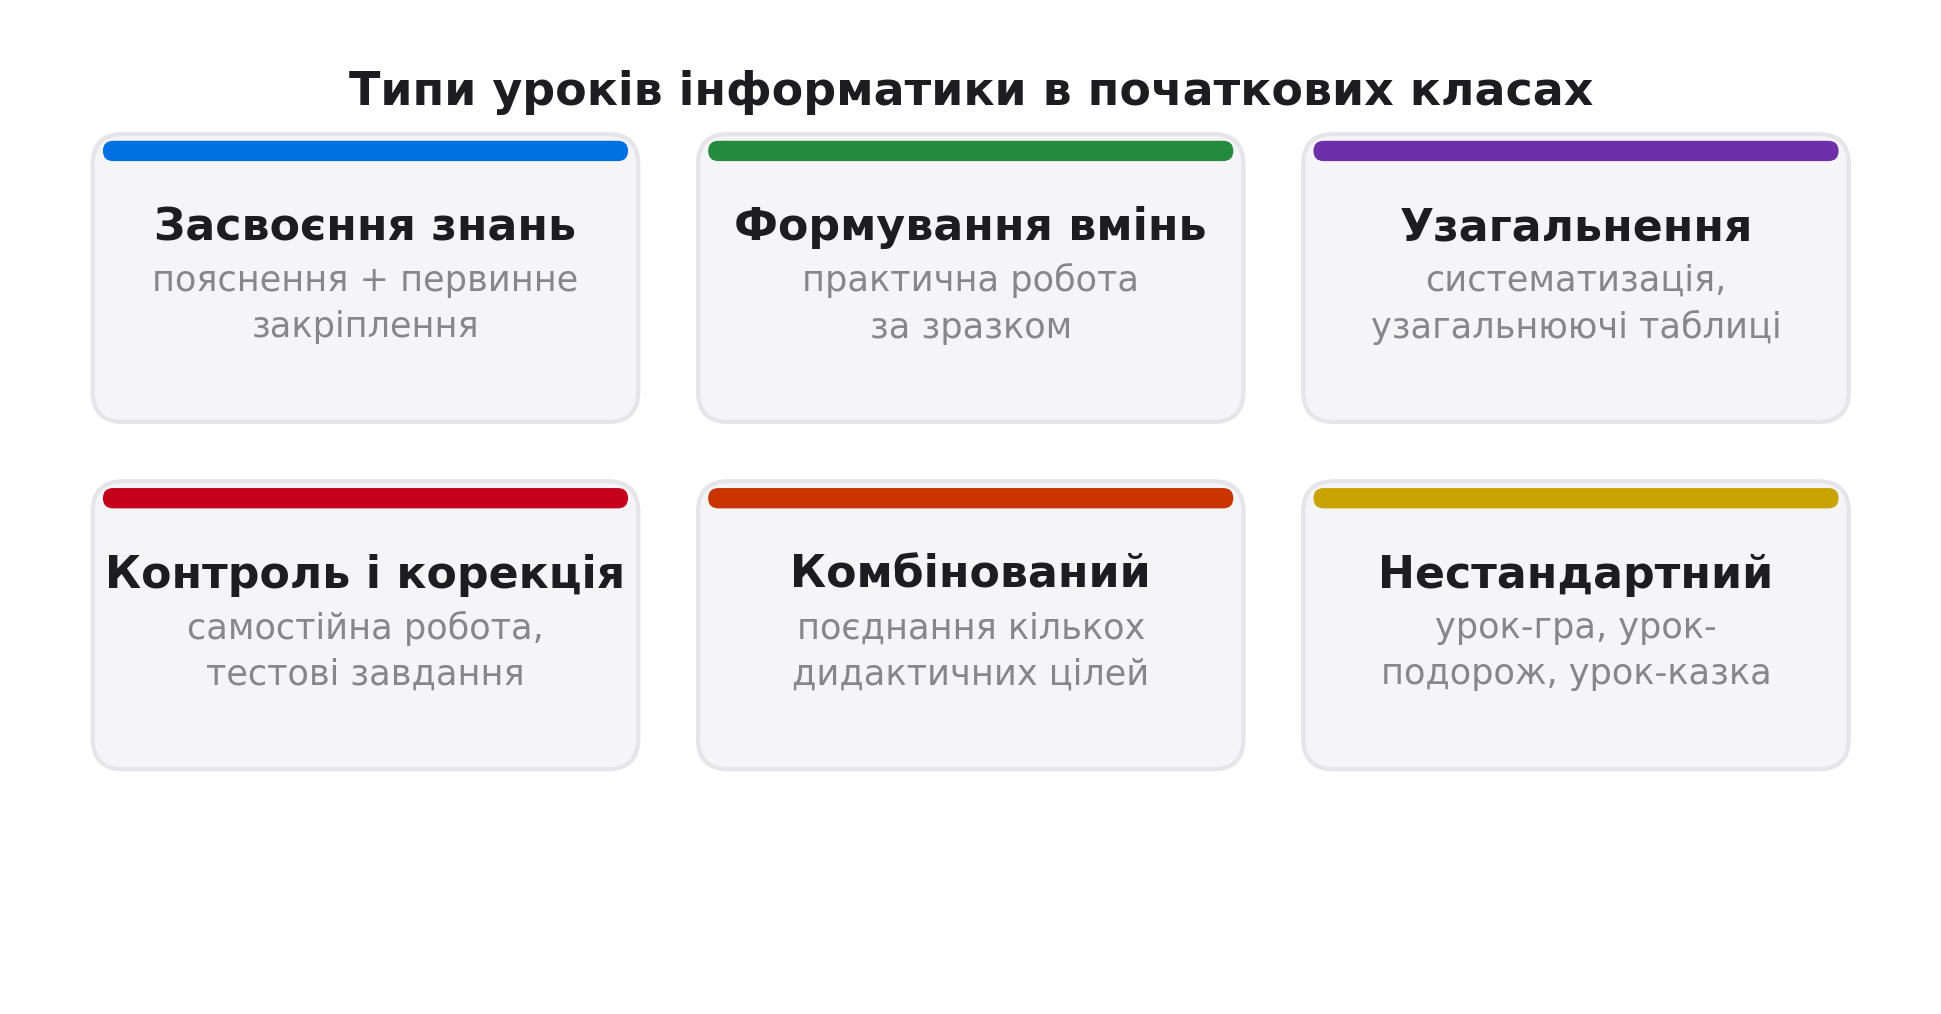 Типи уроків інформатики в початкових класах
Засвоєння знань
пояснення + первинне
закріплення
Формування вмінь
практична робота
за зразком
Узагальнення
систематизація,
узагальнюючі таблиці
Контроль і корекція
самостійна робота,
тестові завдання
Комбінований
поєднання кількох
дидактичних цілей
Нестандартний
урок-гра, урок-
подорож, урок-казка